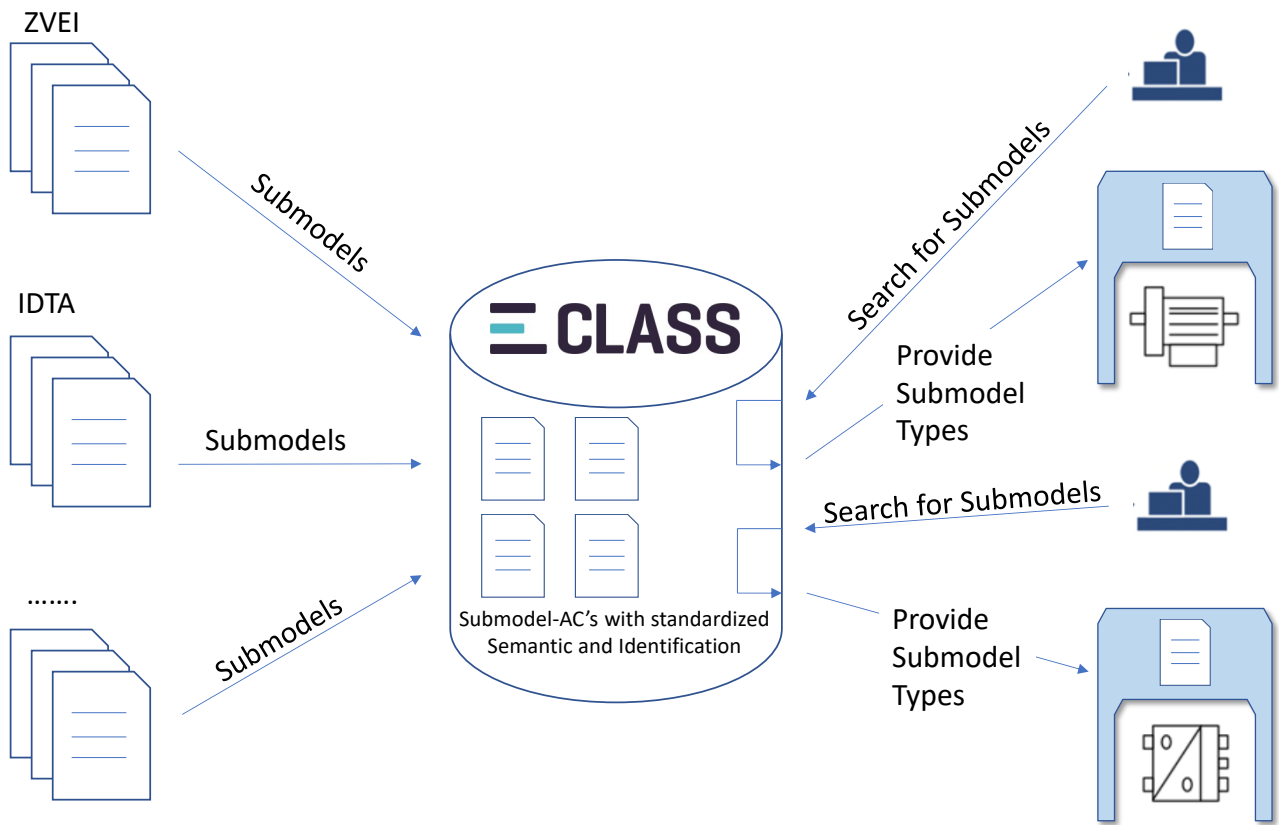 ZVEI
Submodels
IDTA
Submodels
…….
Submodels
ECLASS
Submodel-AC's with standardized
Semantic and Identification
Search for Submodels
Provide
Submodel
Types
Search for Submodels
Provide
Submodel
Types